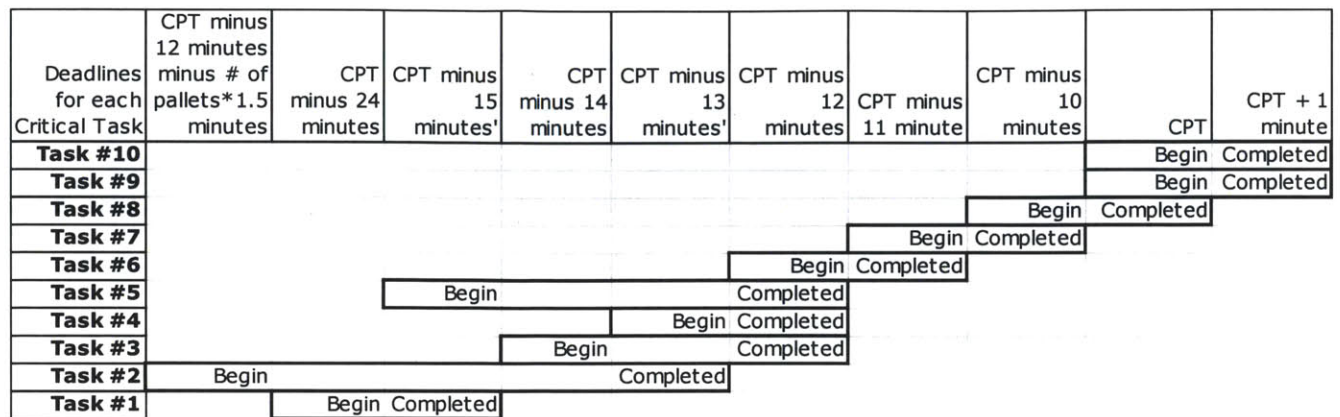 Deadlines for each Critical Task
CPT minus 12 minutes minus # of pallets*1.5 minutes
CPT minus 24 minutes
CPT minus 15 minutes'
CPT minus 14 minutes
CPT minus 13 minutes'
CPT minus 12 minutes
CPT minus 11 minute
CPT minus 10 minutes
CPT
CPT + 1 minute
Task #10 Begin Completed
Task #9 Begin Completed
Task #8 Begin Completed
Task #7 Begin Completed
Task #6 Begin Completed
Task #5 Begin Completed
Task #4 Begin Completed
Task #3 Begin Completed
Task #2 Begin Completed
Task #1 Begin Completed